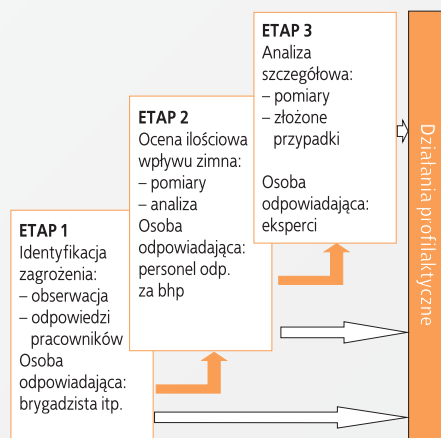 ETAP 1
Identyfikacja
zagrożenia:
– obserwacja
– odpowiedzi
pracowników
Osoba
odpowiadająca:
brygadzista itp.
ETAP 2
Ocena ilościowa
wpływu zimna:
– pomiary
– analiza
Osoba
odpowiadająca:
personel odp.
za bhp
ETAP 3
Analiza
szczegółowa:
– pomiary
– złożone
przypadki
Osoba
odpowiadająca:
eksperci
Działania profilaktyczne